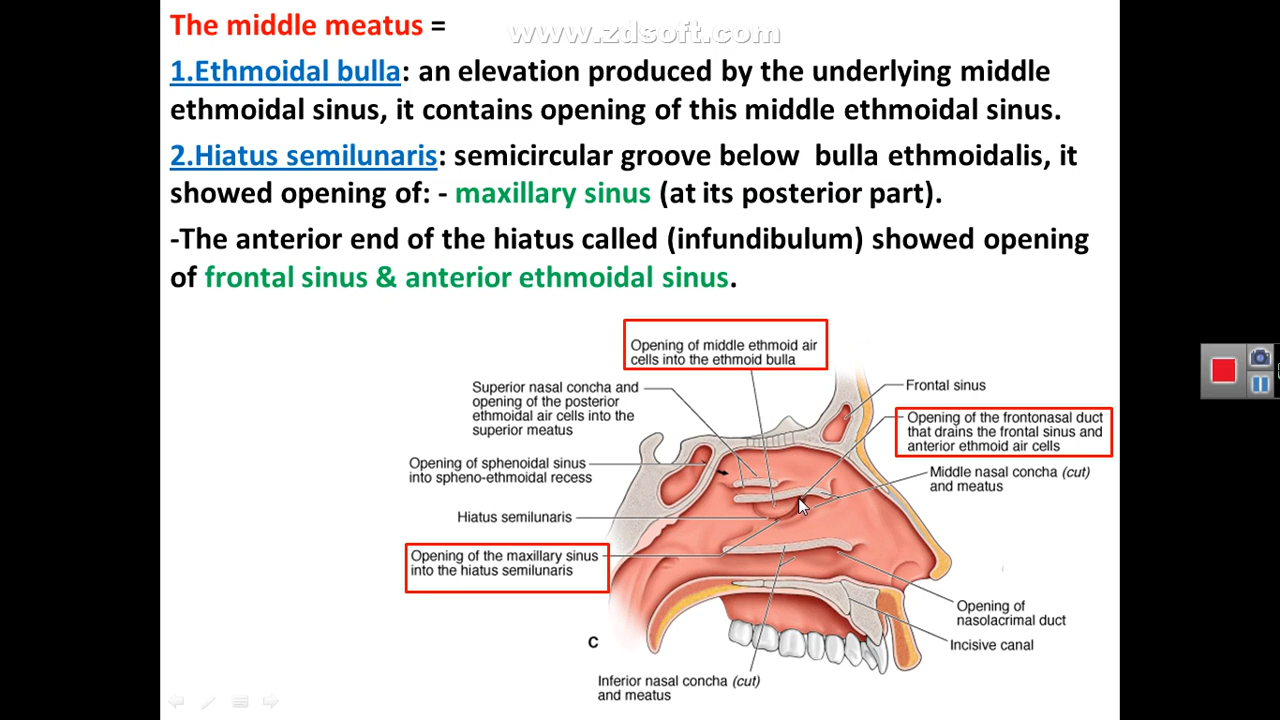 The middle meatus =
www.zdsoft.com
1.Ethmoidal bulla: an elevation produced by the underlying middle
ethmoidal sinus, it contains opening of this middle ethmoidal sinus.
2.Hiatus semilunaris: semicircular groove below bulla ethmoidalis, it
showed opening of: - maxillary sinus (at its posterior part).
-The anterior end of the hiatus called (infundibulum) showed opening
of frontal sinus & anterior ethmoidal sinus.
Opening of middle ethmoid air
cells into the ethmoid bulla
Superior nasal concha and
opening of the posterior
ethmoidal air cells into the
superior meatus
Frontal sinus
Opening of the frontonasal duct
that drains the frontal sinus and
anterior ethmoid air cells
Opening of sphenoidal sinus
into spheno-ethmoidal recess
Middle nasal concha (cut)
and meatus
Hiatus semilunaris
Opening of the maxillary sinus
into the hiatus semilunaris
Opening of
nasolacrimal duct
Incisive canal
C
Inferior nasal concha (cut)
and meatus